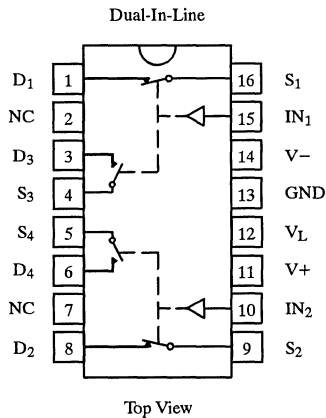 Dual-In-Line
D1 1 16 S1
NC 2 15 IN1
D3 3 14 V−
S3 4 13 GND
S4 5 12 VL
D4 6 11 V+
NC 7 10 IN2
D2 8 9 S2
Top View